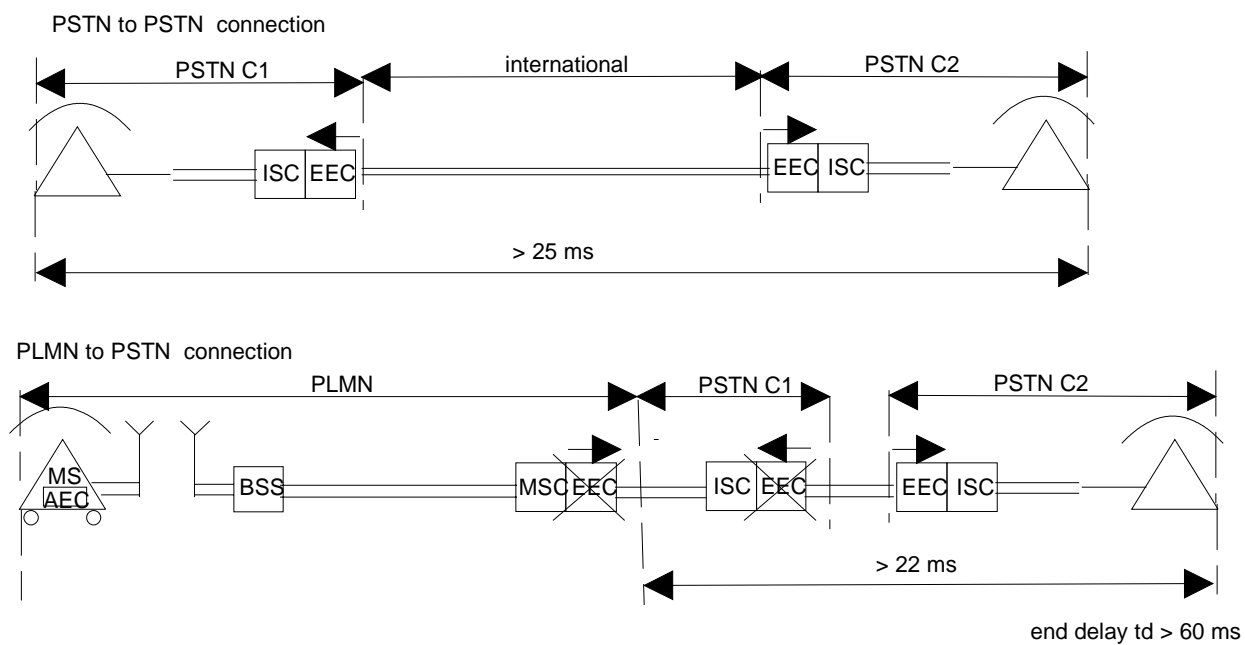 PSTN to PSTN connection
PSTN C1 international PSTN C2
ISC EEC EEC ISC
> 25 ms
PLMN to PSTN connection
PLMN PSTN C1 PSTN C2
MS
AEC BSS MSC EEC ISC EEC EEC ISC
> 22 ms
end delay td > 60 ms